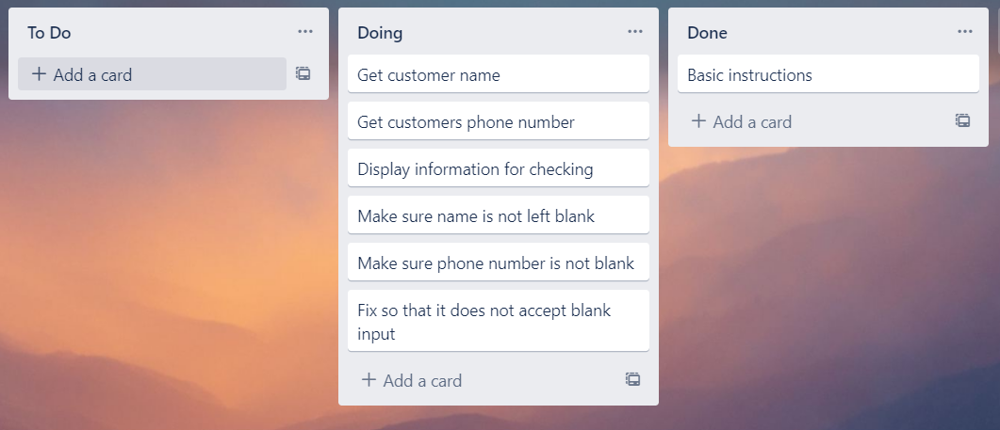 To Do
+ Add a card
Doing
Get customer name
Get customers phone number
Display information for checking
Make sure name is not left blank
Make sure phone number is not blank
Fix so that it does not accept blank
input
+ Add a card
Done
Basic instructions
+ Add a card